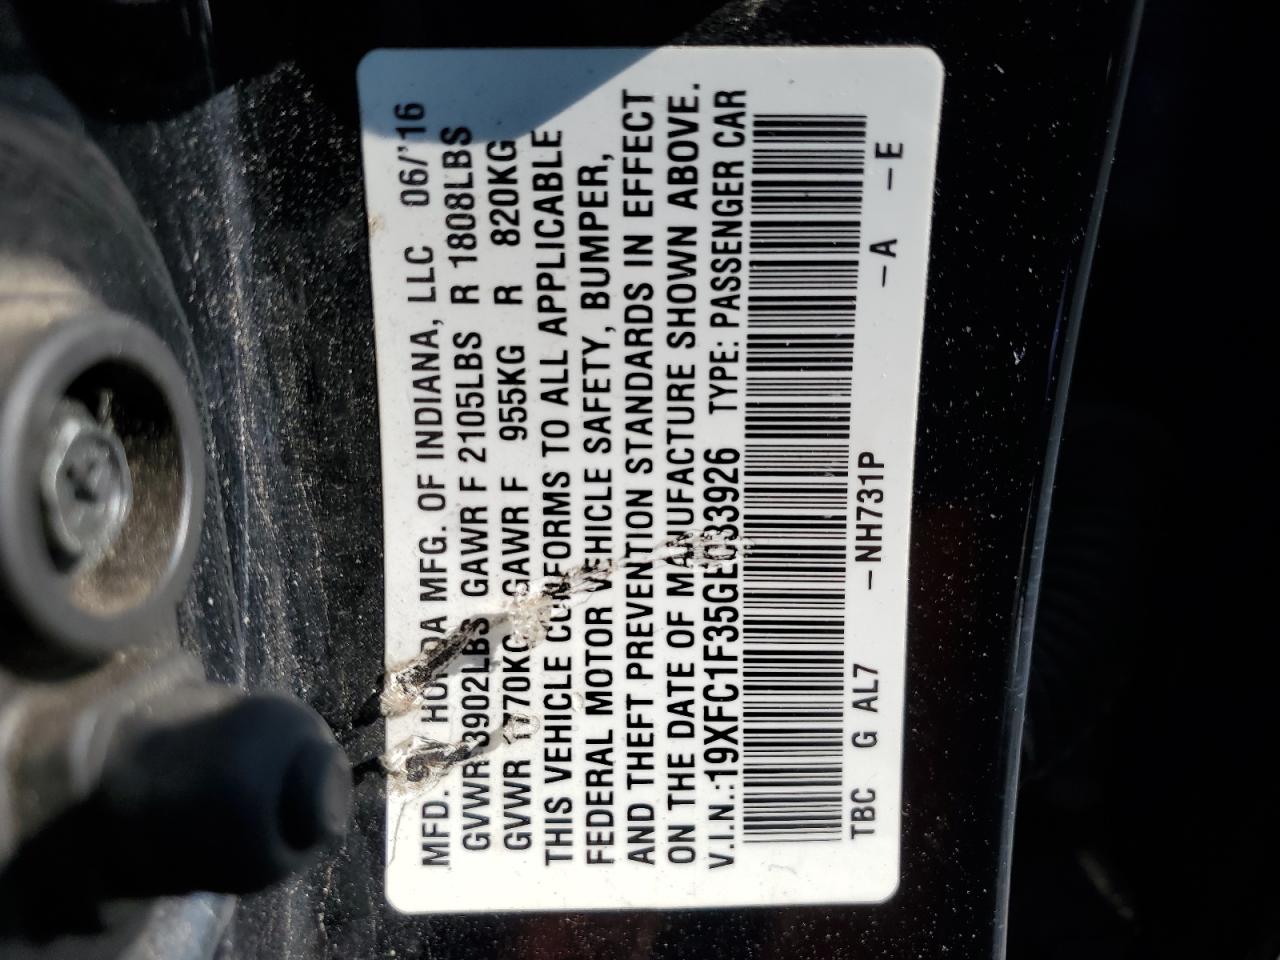 MFD. BY HONDA MFG. OF INDIANA, LLC 06/'16
GVWR 3902LBS GAWR F 2105LBS R 1808LBS
GVWR 1770KG GAWR F 955KG R 820KG
THIS VEHICLE CONFORMS TO ALL APPLICABLE
FEDERAL MOTOR VEHICLE SAFETY, BUMPER,
AND THEFT PREVENTION STANDARDS IN EFFECT
ON THE DATE OF MANUFACTURE SHOWN ABOVE.
V.I.N.: 19XFC1F35GE033926 TYPE: PASSENGER CAR
TBC G AL7 –NH731P –A –E